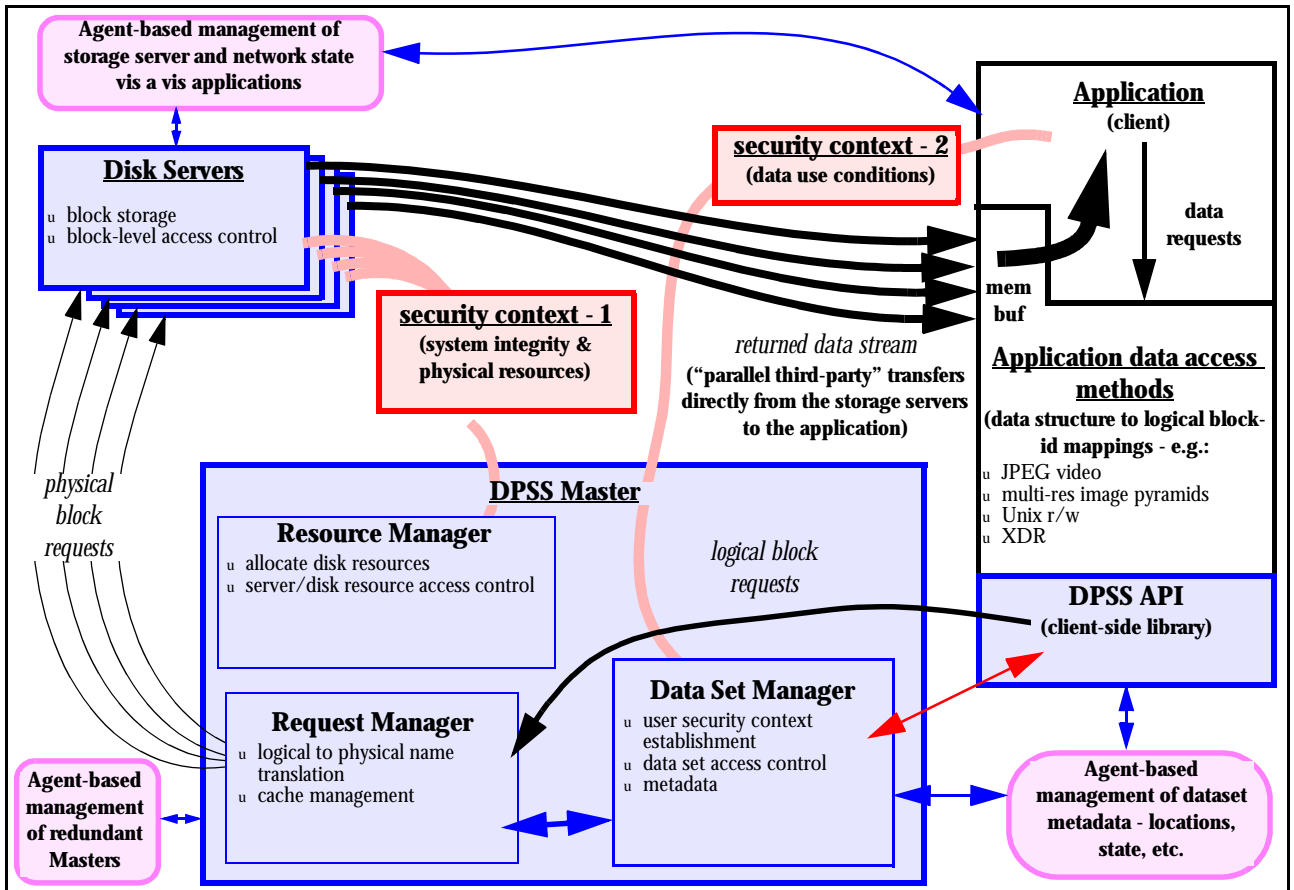 Agent-based management of
storage server and network state
vis a vis applications
Disk Servers
u block storage
u block-level access control
security context - 1
(system integrity &
physical resources)
security context - 2
(data use conditions)
Application
(client)
data
requests
mem
buf
returned data stream
(“parallel third-party” transfers
directly from the storage servers
to the application)
Application data access
methods
(data structure to logical block-
id mappings - e.g.:
u JPEG video
u multi-res image pyramids
u Unix r/w
u XDR
DPSS API
(client-side library)
physical
block
requests
DPSS Master
Resource Manager
u allocate disk resources
u server/disk resource access control
logical block
requests
Request Manager
u logical to physical name
translation
u cache management
Data Set Manager
u user security context
establishment
u data set access control
u metadata
Agent-based
management
of redundant
Masters
Agent-based
management of dataset
metadata - locations,
state, etc.